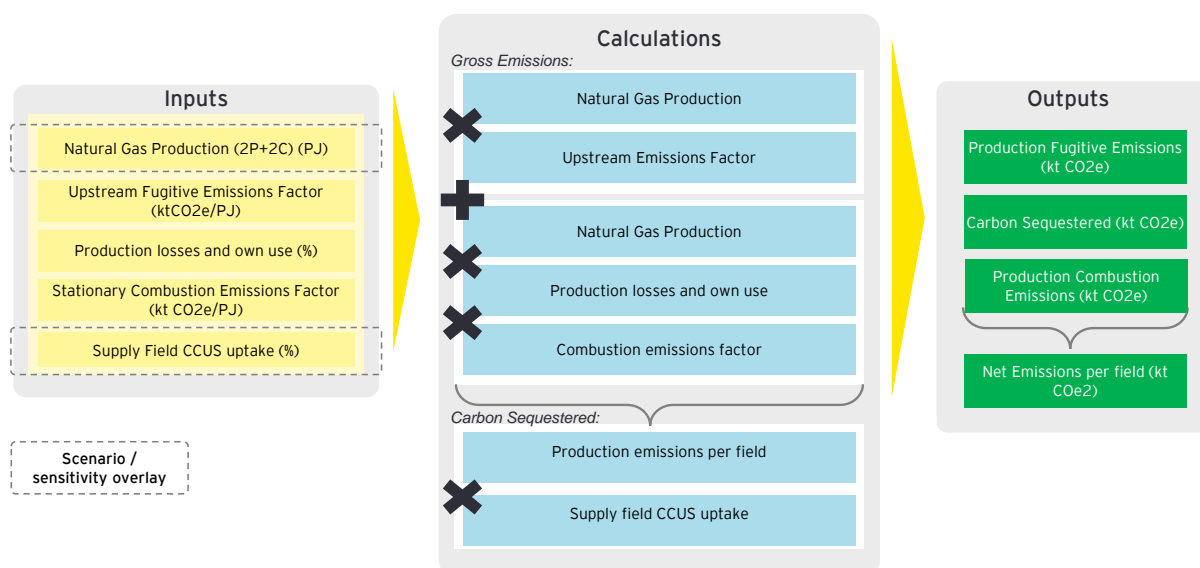 Inputs
Natural Gas Production (2P+2C) (PJ)
Upstream Fugitive Emissions Factor
(ktCO2e/PJ)
Production losses and own use (%)
Stationary Combustion Emissions Factor
(kt CO2e/PJ)
Supply Field CCUS uptake (%)
Scenario /
sensitivity overlay
Calculations
Gross Emissions:
Natural Gas Production
Upstream Emissions Factor
Natural Gas Production
Production losses and own use
Combustion emissions factor
Carbon Sequestered:
Production emissions per field
Supply field CCUS uptake
Outputs
Production Fugitive Emissions
(kt CO2e)
Carbon Sequestered (kt CO2e)
Production Combustion
Emissions (kt CO2e)
Net Emissions per field (kt
COe2)